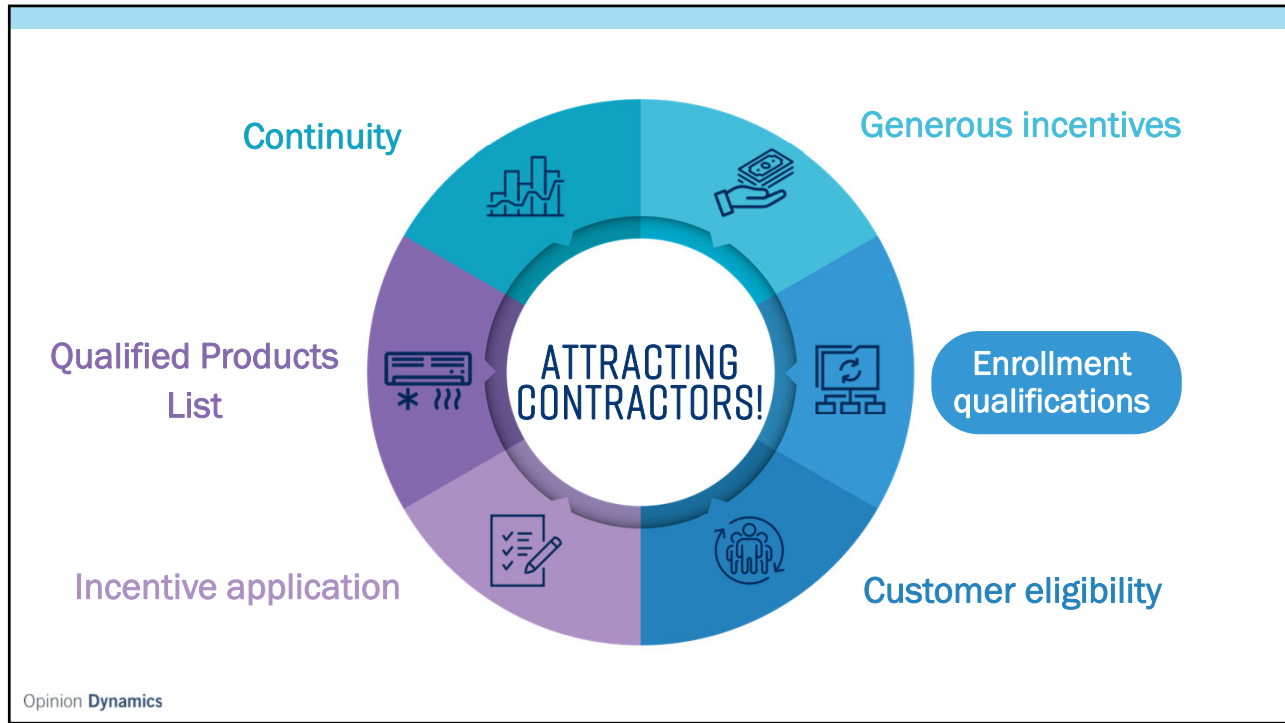 Continuity
Generous incentives
Qualified Products
List
ATTRACTING
CONTRACTORS!
Enrollment
qualifications
Incentive application
Customer eligibility
Opinion Dynamics